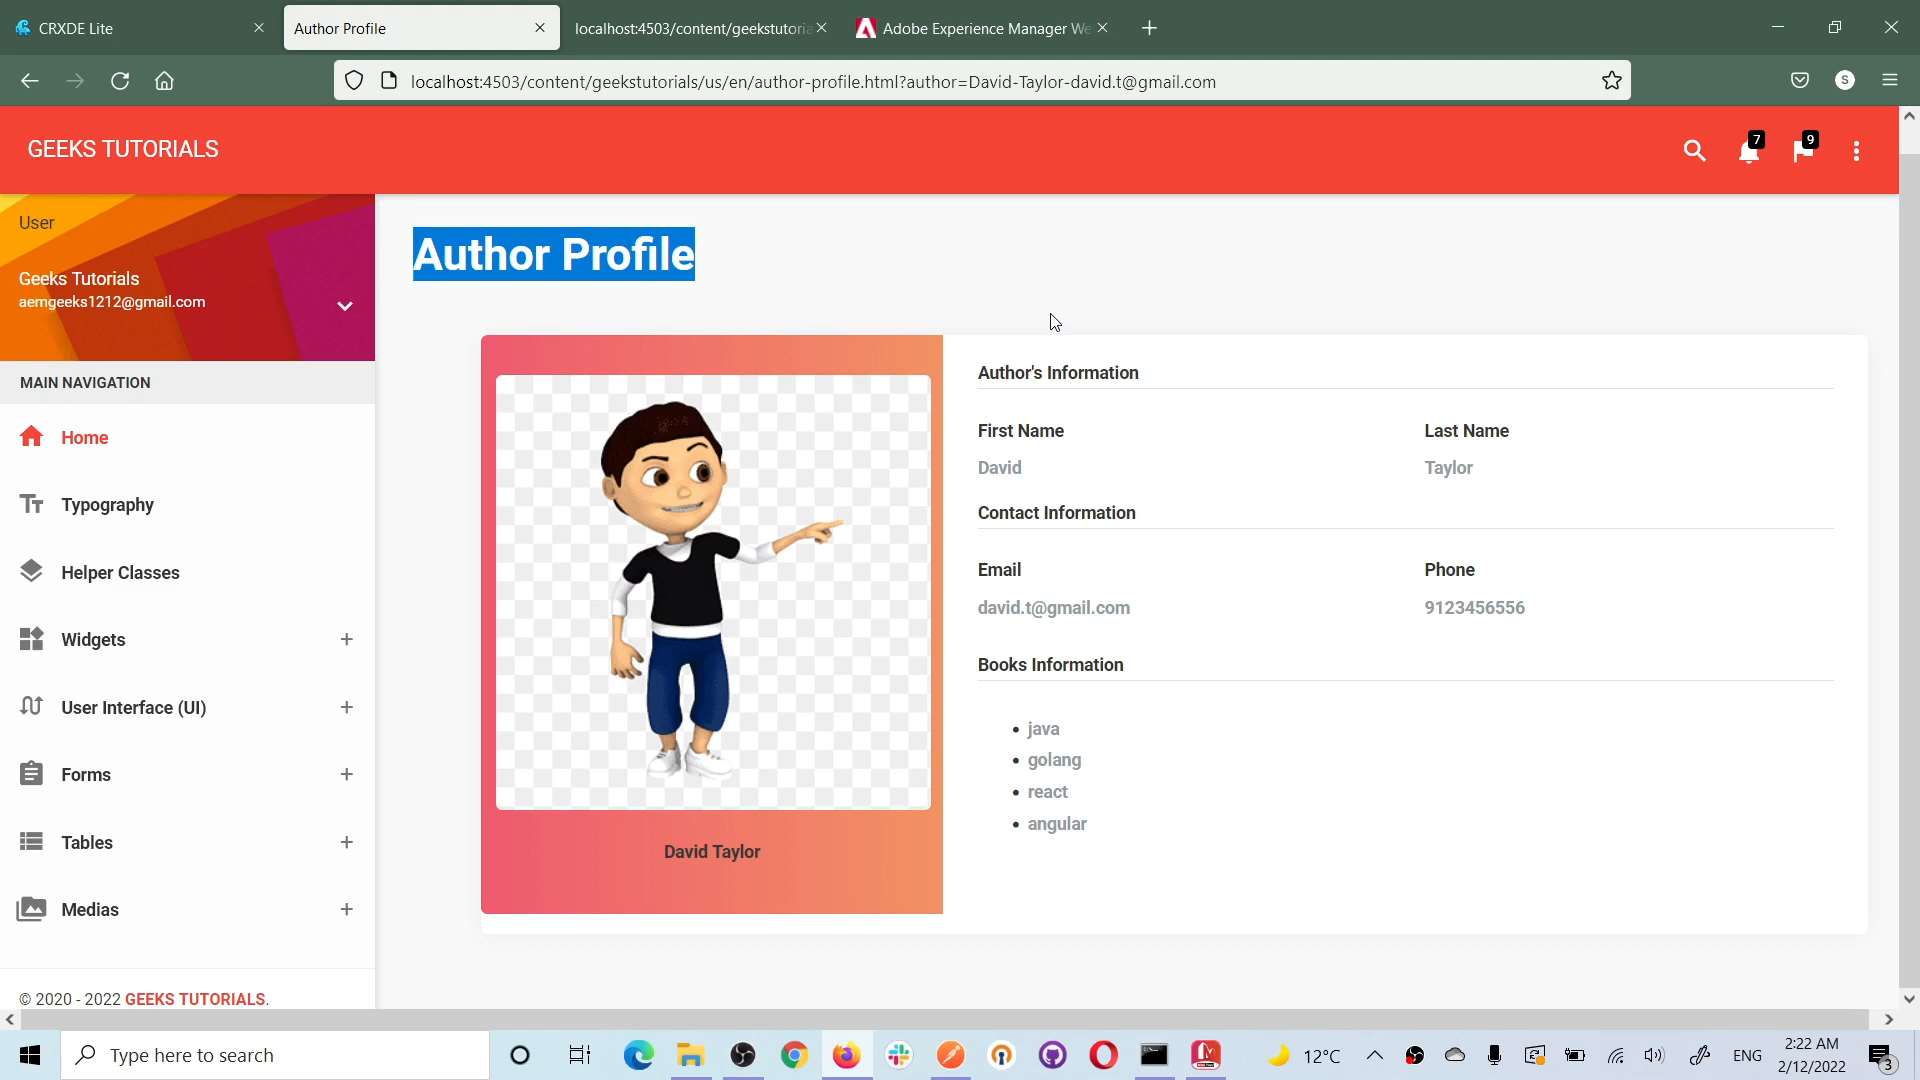 CRXDE Lite
Author Profile
localhost:4503/content/geekstutoria
Adobe Experience Manager We
localhost:4503/content/geekstutorials/us/en/author-profile.html?author=David-Taylor-david.t@gmail.com
S
GEEKS TUTORIALS
7
9
User
Geeks Tutorials
aemgeeks1212@gmail.com
MAIN NAVIGATION
Home
Typography
Helper Classes
Widgets
User Interface (UI)
Forms
Tables
Medias
© 2020 - 2022 GEEKS TUTORIALS.
Author Profile
David Taylor
Author's Information
First Name Last Name
David Taylor
Contact Information
Email Phone
david.t@gmail.com 9123456556
Books Information
• java
• golang
• react
• angular
Type here to search
12°C
ENG
2:22 AM
2/12/2022
3